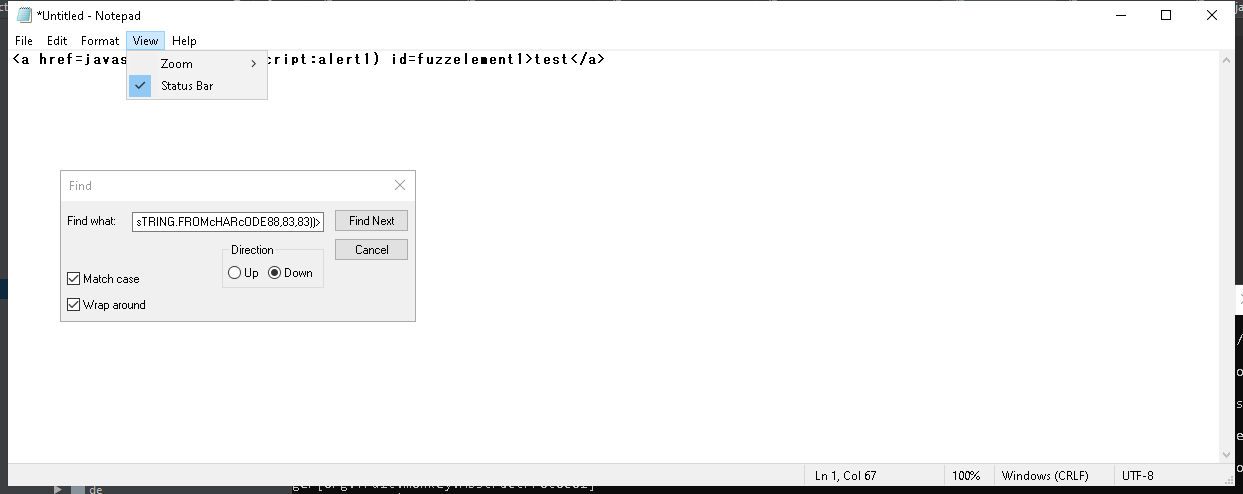 *Untitled - Notepad
File Edit Format View Help
<a href=javas cript:alert1) id=fuzzelement1>test</a>
Zoom
Status Bar
Find
Find what: sTRING.FROMcHARcODE88,83,83))> Find Next
Direction Cancel
Up Down
Match case
Wrap around
Ln 1, Col 67 100% Windows (CRLF) UTF-8
de